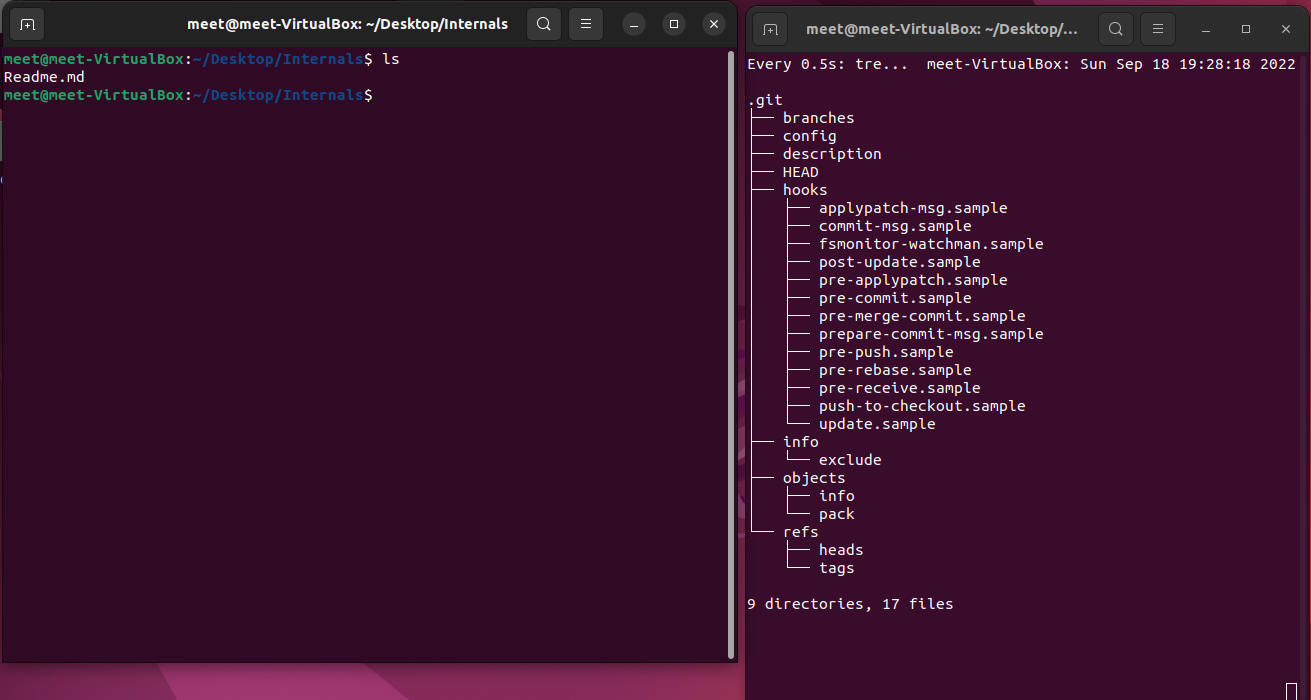 meet@meet-VirtualBox: ~/Desktop/Internals
meet@meet-VirtualBox:~/Desktop/Internals$ ls
Readme.md
meet@meet-VirtualBox:~/Desktop/Internals$
meet@meet-VirtualBox: ~/Desktop/...
Every 0.5s: tre...  meet-VirtualBox: Sun Sep 18 19:28:18 2022
.git
├── branches
├── config
├── description
├── HEAD
├── hooks
│   ├── applypatch-msg.sample
│   ├── commit-msg.sample
│   ├── fsmonitor-watchman.sample
│   ├── post-update.sample
│   ├── pre-applypatch.sample
│   ├── pre-commit.sample
│   ├── pre-merge-commit.sample
│   ├── prepare-commit-msg.sample
│   ├── pre-push.sample
│   ├── pre-rebase.sample
│   ├── pre-receive.sample
│   ├── push-to-checkout.sample
│   └── update.sample
├── info
│   └── exclude
├── objects
│   ├── info
│   └── pack
└── refs
    ├── heads
    └── tags
9 directories, 17 files